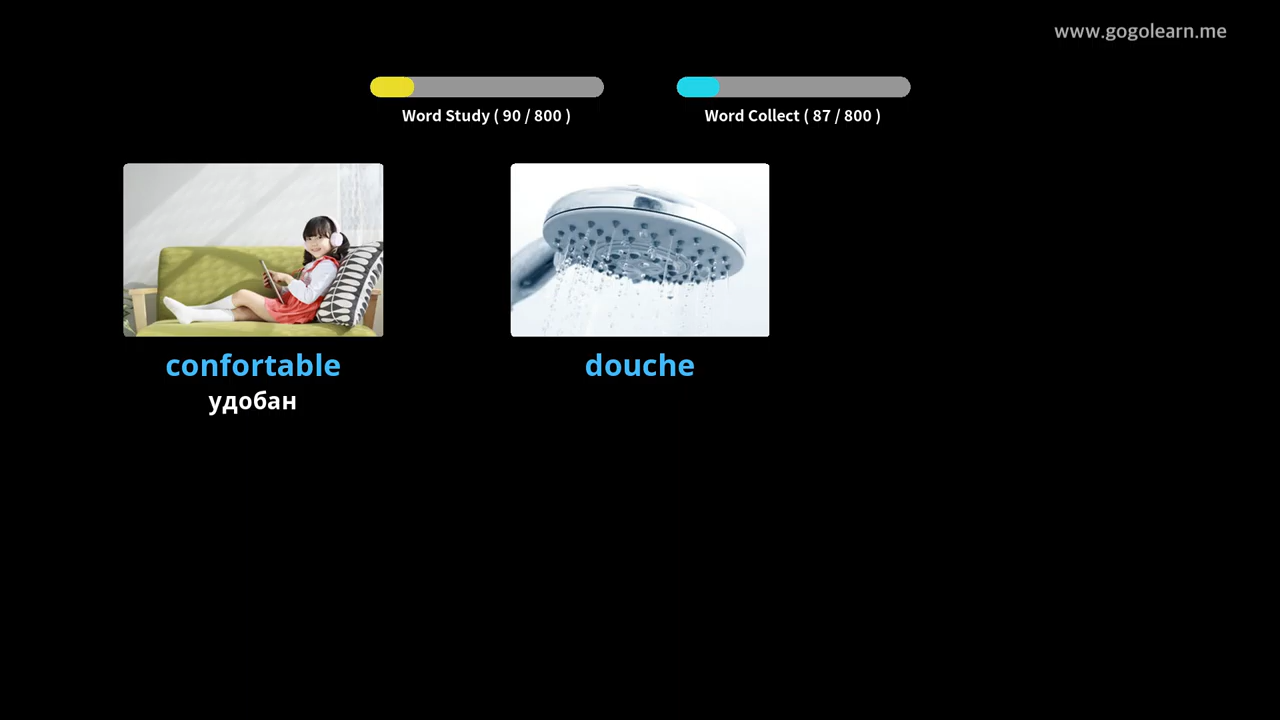 www.gogolearn.me
Word Study ( 90 / 800 )
Word Collect ( 87 / 800 )
confortable
удобан
douche